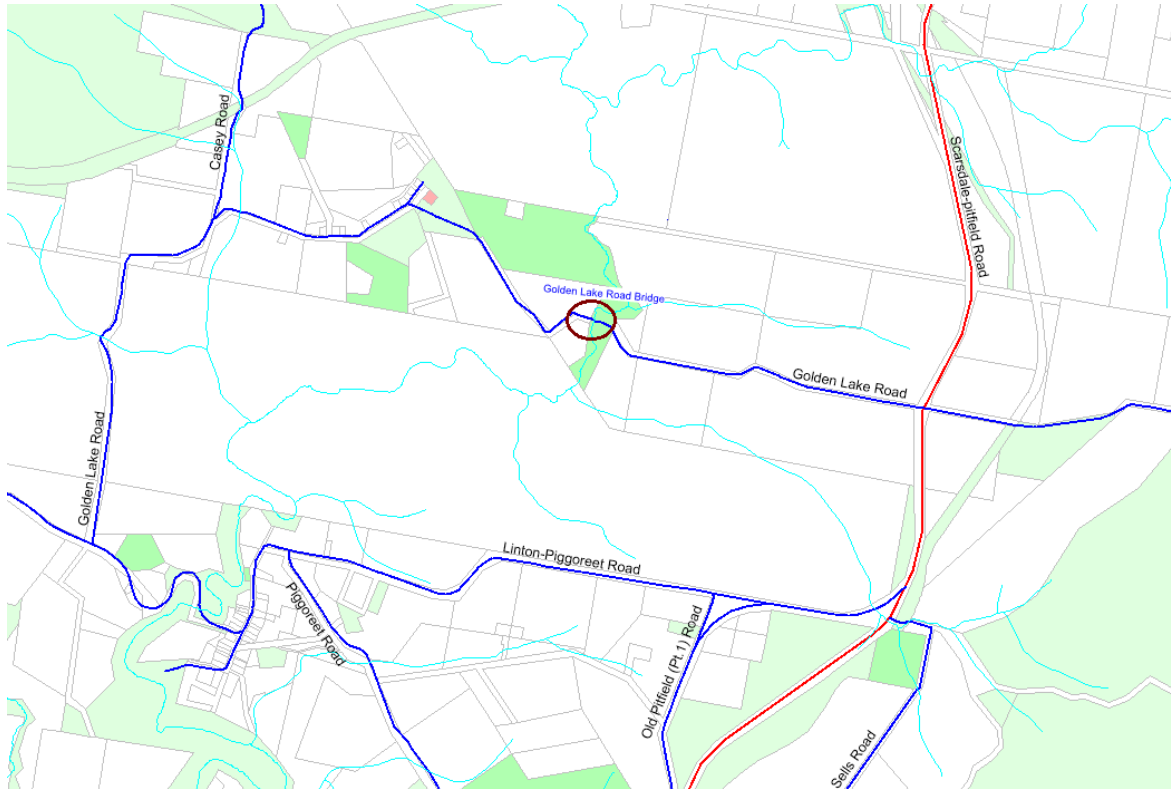 Casey Road
Scarsdale-pitfield Road
Golden Lake Road Bridge
Golden Lake Road
Golden Lake Road
Linton-Piggoreet Road
Piggoreet Road
Old Pitfield (Pt.1) Road
Sells Road